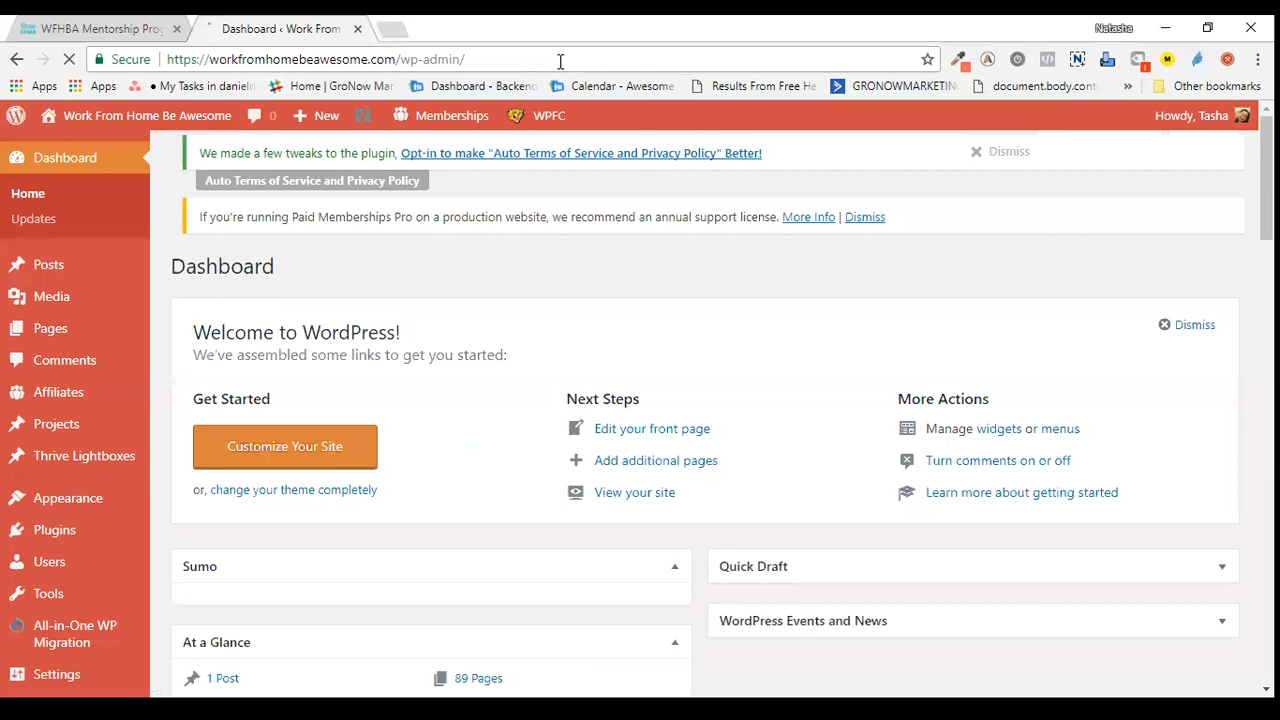 WFHBA Mentorship Prog
Dashboard ‹ Work From
Natasha
Secure https://workfromhomebeawesome.com/wp-admin/
Apps Apps My Tasks in danielr Home | GroNow Mar Dashboard - Backeno Calendar - Awesome Results From Free He GRONOWMARKETIN document.body.cont » Other bookmarks
Work From Home Be Awesome 0 New Memberships WPFC Howdy, Tasha
Dashboard
Home
Updates
Posts
Media
Pages
Comments
Affiliates
Projects
Thrive Lightboxes
Appearance
Plugins
Users
Tools
All-in-One WP
Migration
Settings
We made a few tweaks to the plugin, Opt-in to make "Auto Terms of Service and Privacy Policy" Better! Dismiss
Auto Terms of Service and Privacy Policy
If you're running Paid Memberships Pro on a production website, we recommend an annual support license. More Info | Dismiss
Dashboard
Welcome to WordPress! Dismiss
We've assembled some links to get you started:
Get Started
Customize Your Site
or, change your theme completely
Next Steps
Edit your front page
Add additional pages
View your site
More Actions
Manage widgets or menus
Turn comments on or off
Learn more about getting started
Sumo
At a Glance
1 Post 89 Pages
Quick Draft
WordPress Events and News